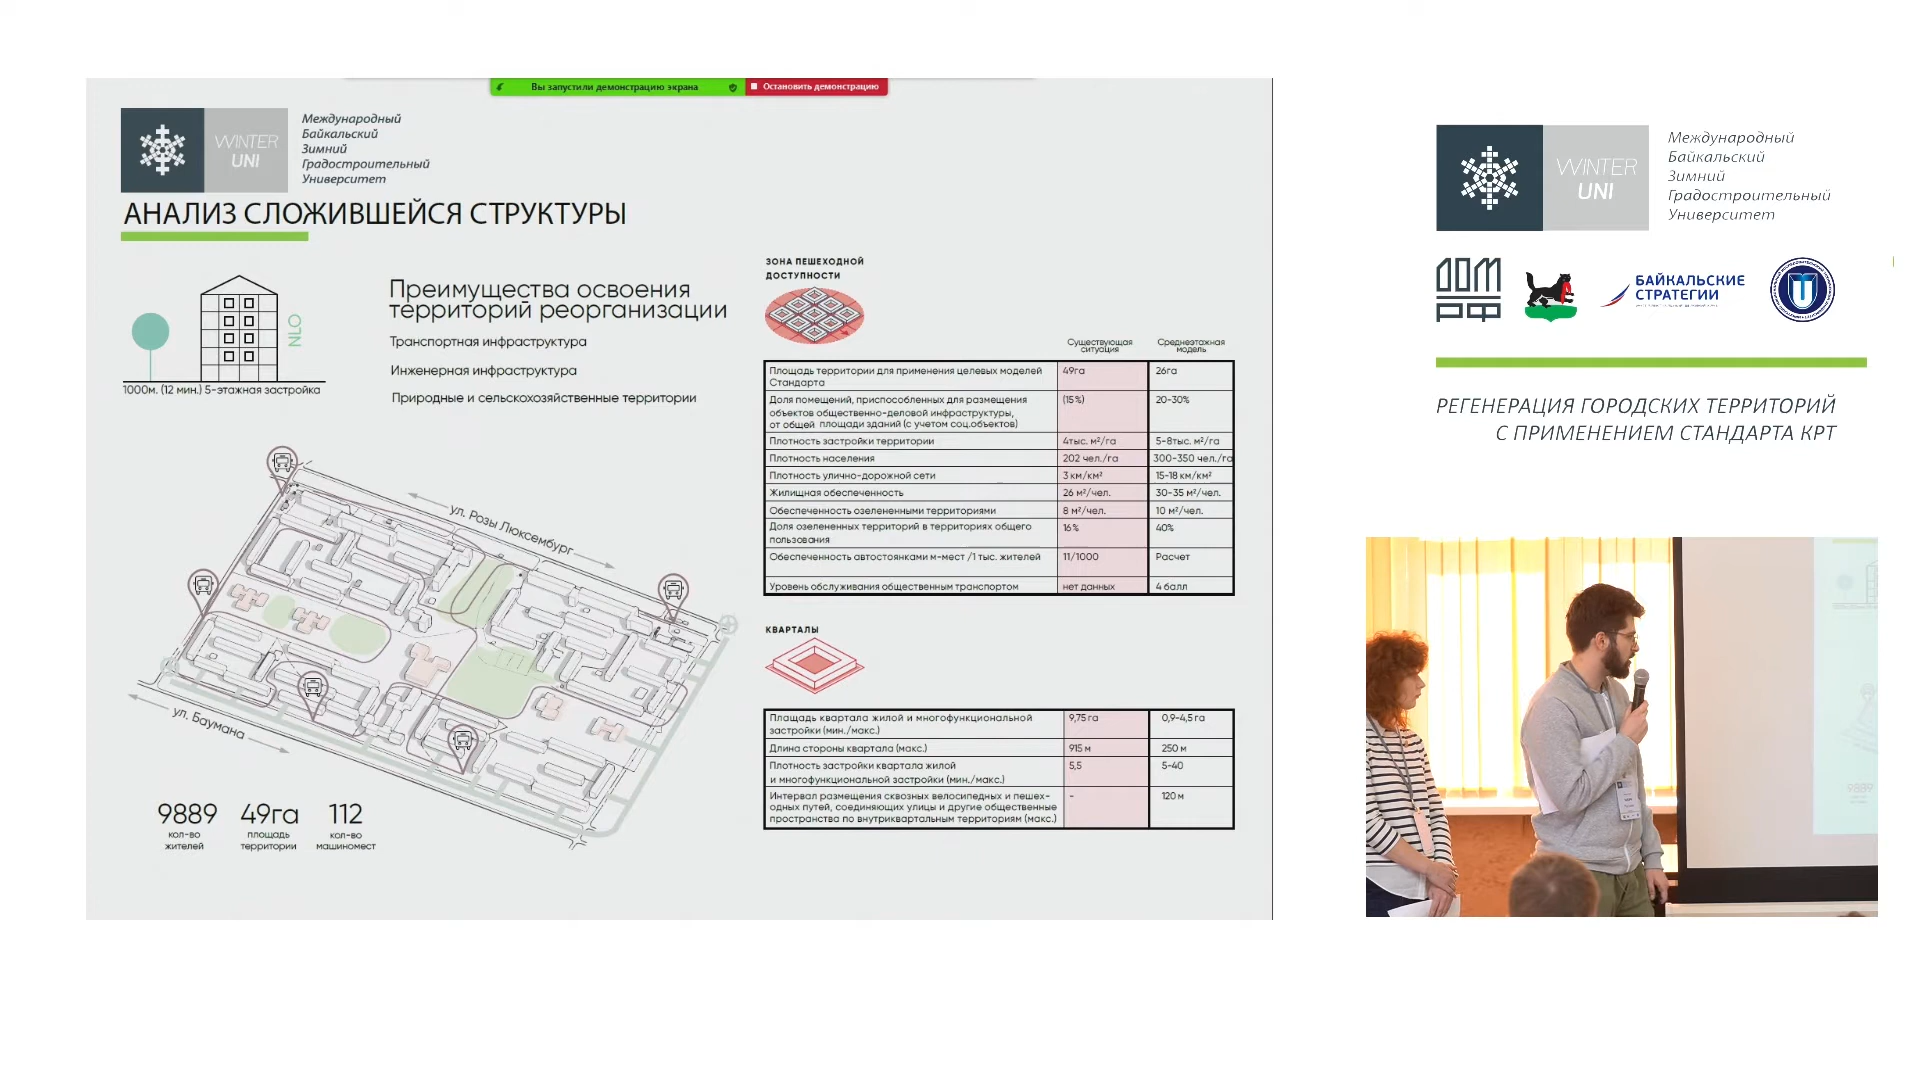 Вы запустили демонстрацию экрана
Остановить демонстрацию
WINTER
UNI
Международный
Байкальский
Зимний
Градостроительный
Университет
АНАЛИЗ СЛОЖИВШЕЙСЯ СТРУКТУРЫ
NLO
1000м. (12 мин.) 5-этажная застройка
Преимущества освоения
территорий реорганизации
Транспортная инфраструктура
Инженерная инфраструктура
Природные и сельскохозяйственные территории
ул. Розы Люксембург
ул. Баумана
9889
кол-во
жителей
49га
площадь
территории
112
кол-во
машиномест
ЗОНА ПЕШЕХОДНОЙ
ДОСТУПНОСТИ
Существующая
ситуация
Среднеэтажная
модель
Площадь территории для применения целевых моделей
Стандарта
49га
26га
Доля помещений, приспособленных для размещения
объектов общественно-деловой инфраструктуры,
от общей площади зданий (с учетом соц.объектов)
(15%)
20-30%
Плотность застройки территории
4тыс. м²/га
5-8тыс. м²/га
Плотность населения
202 чел./га
300-350 чел./га
Плотность улично-дорожной сети
3 км/км²
15-18 км/км²
Жилищная обеспеченность
26 м²/чел.
30-35 м²/чел.
Обеспеченность озелененными территориями
8 м²/чел.
10 м²/чел.
Доля озелененных территорий в территориях общего
пользования
16%
40%
Обеспеченность автостоянками м-мест /1 тыс. жителей
11/1000
Расчет
Уровень обслуживания общественным транспортом
нет данных
4 балл
КВАРТАЛЫ
Площадь квартала жилой и многофункциональной
застройки (мин./макс.)
9,75 га
0,9-4,5 га
Длина стороны квартала (макс.)
915 м
250 м
Плотность застройки квартала жилой
и многофункциональной застройки (мин./макс.)
5,5
5-40
Интервал размещения сквозных велосипедных и пешех-
одных путей, соединяющих улицы и другие общественные
пространства по внутриквартальным территориям (макс.)
-
120 м
WINTER
UNI
Международный
Байкальский
Зимний
Градостроительный
Университет
ДОМ
РФ
БАЙКАЛЬСКИЕ
СТРАТЕГИИ
РЕГЕНЕРАЦИЯ ГОРОДСКИХ ТЕРРИТОРИЙ
С ПРИМЕНЕНИЕМ СТАНДАРТА КРТ
9889